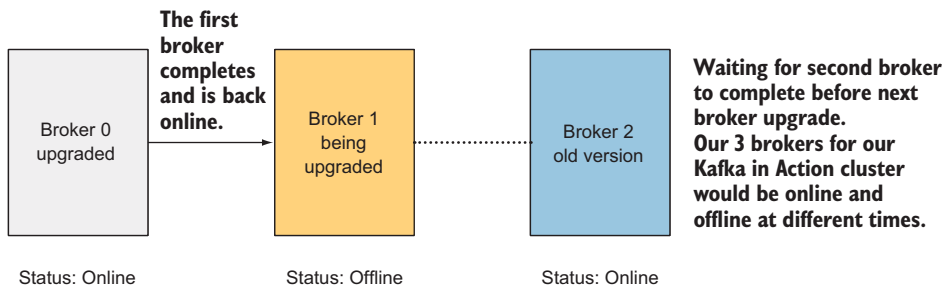 The first
broker
completes
and is back
online.
Broker 0
upgraded
Broker 1
being
upgraded
Broker 2
old version
Waiting for second broker
to complete before next
broker upgrade.
Our 3 brokers for our
Kafka in Action cluster
would be online and
offline at different times.
Status: Online
Status: Offline
Status: Online